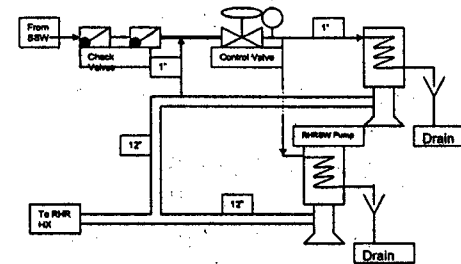 From
SSW
Check
Valves
1"
Control Valve
1"
Drain
12"
RHRSW Pump
12"
To RHR
HX
Drain